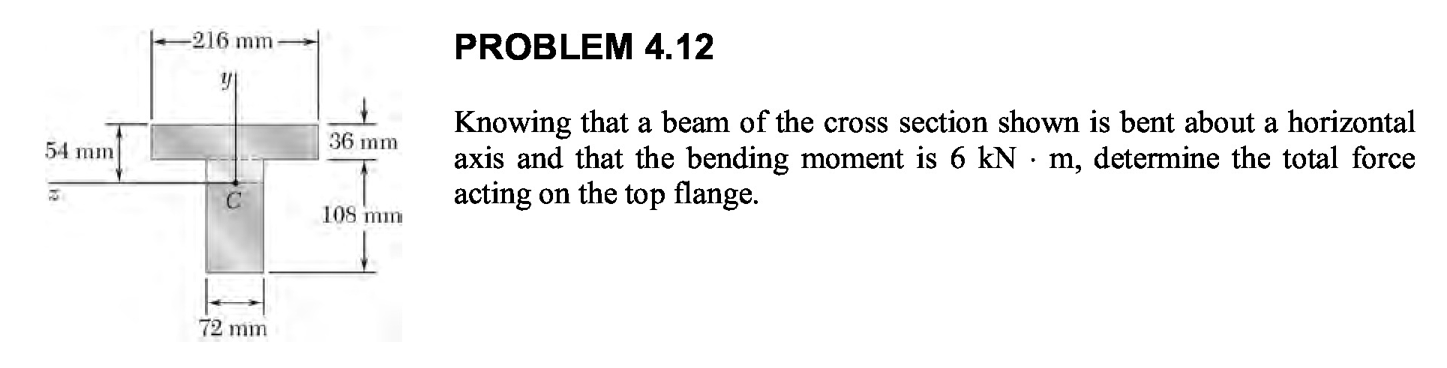 216 mm
PROBLEM 4.12
y
36 mm
54 mm
z
C
108 mm
72 mm
Knowing that a beam of the cross section shown is bent about a horizontal
axis and that the bending moment is 6 kN · m, determine the total force
acting on the top flange.